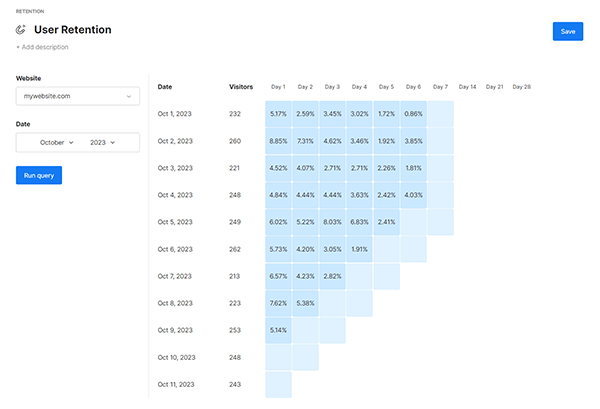 RETENTION
User Retention
Save
+ Add description
Website
mywebsite.com
Date
October 2023
Run query
Date Visitors Day 1 Day 2 Day 3 Day 4 Day 5 Day 6 Day 7 Day 14 Day 21 Day 28
Oct 1, 2023 232 5.17% 2.59% 3.45% 3.02% 1.72% 0.86%
Oct 2, 2023 260 8.85% 7.31% 4.62% 3.46% 1.92% 3.85%
Oct 3, 2023 221 4.52% 4.07% 2.71% 2.71% 2.26% 1.81%
Oct 4, 2023 248 4.84% 4.44% 4.44% 3.63% 2.42% 4.03%
Oct 5, 2023 249 6.02% 5.22% 8.03% 6.83% 2.41%
Oct 6, 2023 262 5.73% 4.20% 3.05% 1.91%
Oct 7, 2023 213 6.57% 4.23% 2.82%
Oct 8, 2023 223 7.62% 5.38%
Oct 9, 2023 253 5.14%
Oct 10, 2023 248
Oct 11, 2023 243